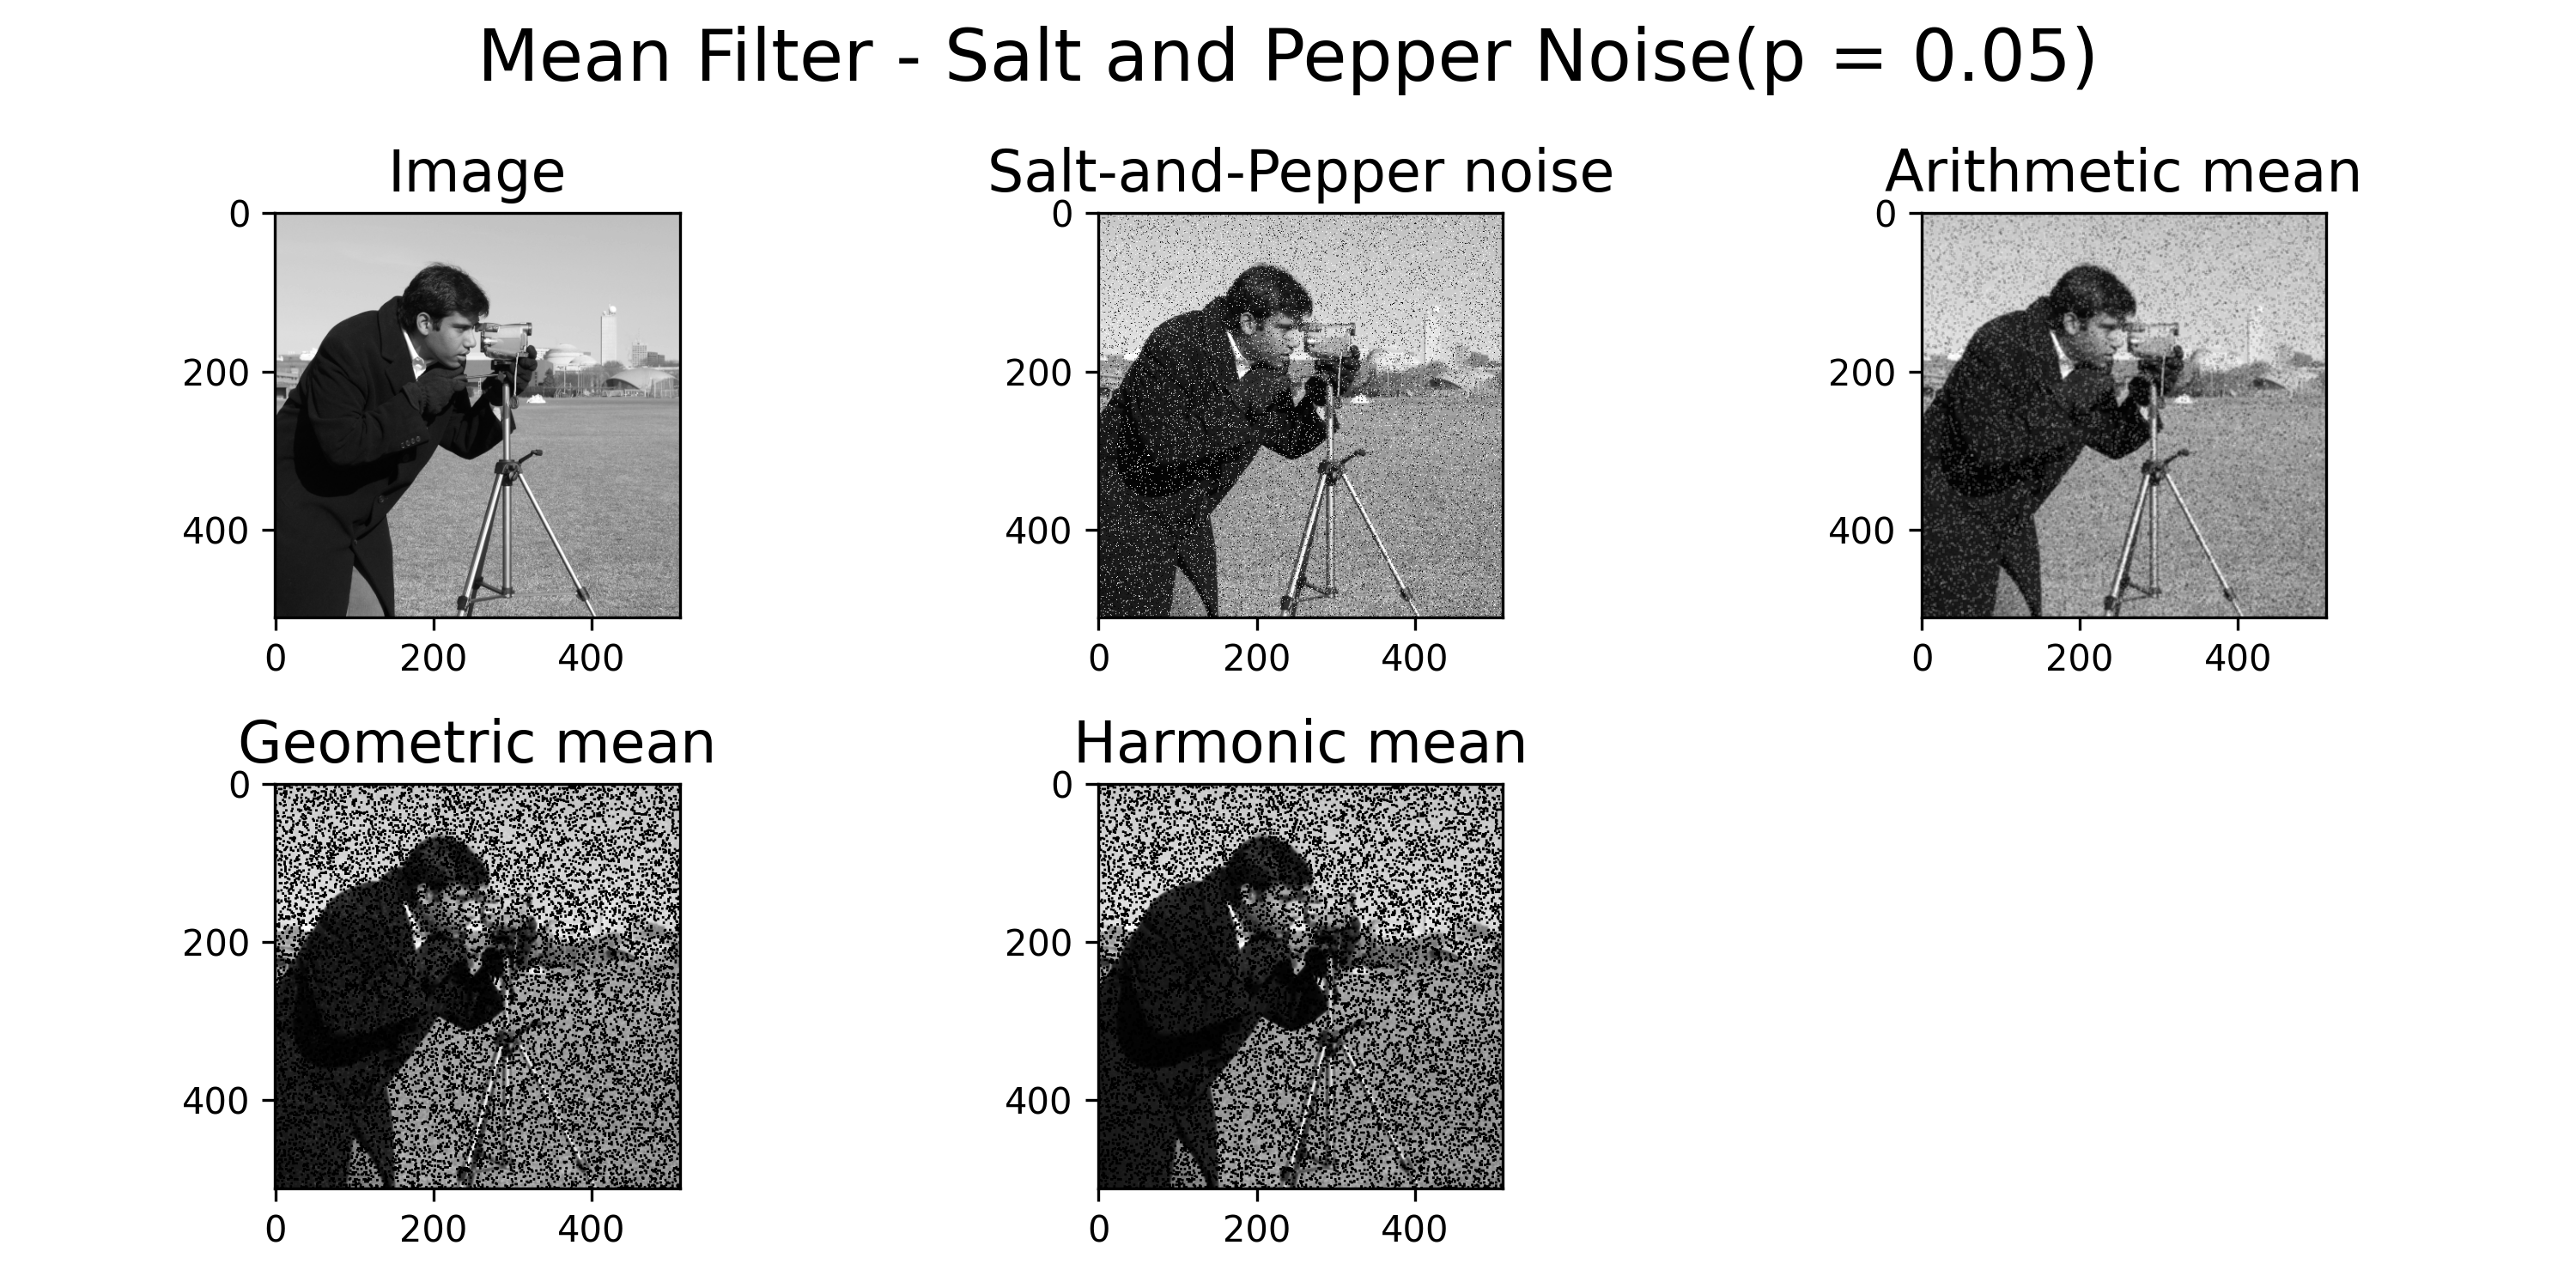 Mean Filter - Salt and Pepper Noise(p = 0.05)
Image
Salt-and-Pepper noise
Arithmetic mean
0
200
400
0 200 400
0
200
400
0 200 400
0
200
400
0 200 400
Geometric mean
Harmonic mean
0
200
400
0 200 400
0
200
400
0 200 400